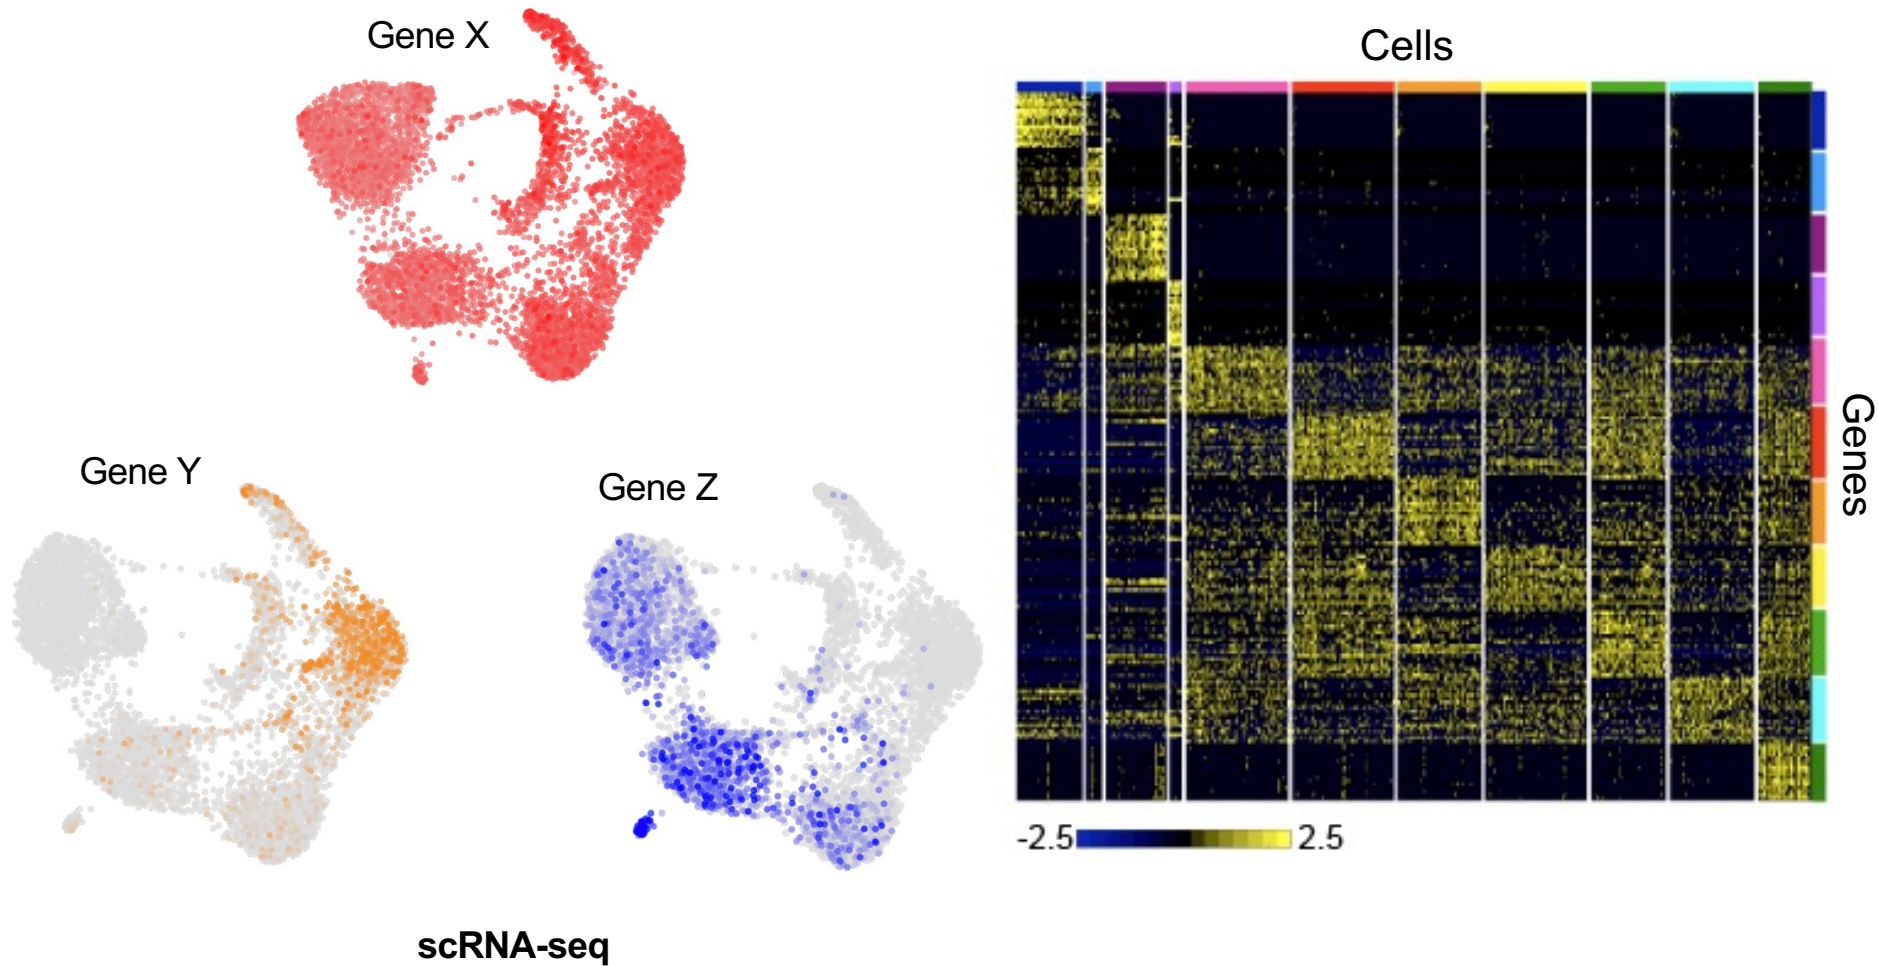 Gene X
Cells
Genes
Gene Y
Gene Z
-2.5
2.5
scRNA-seq